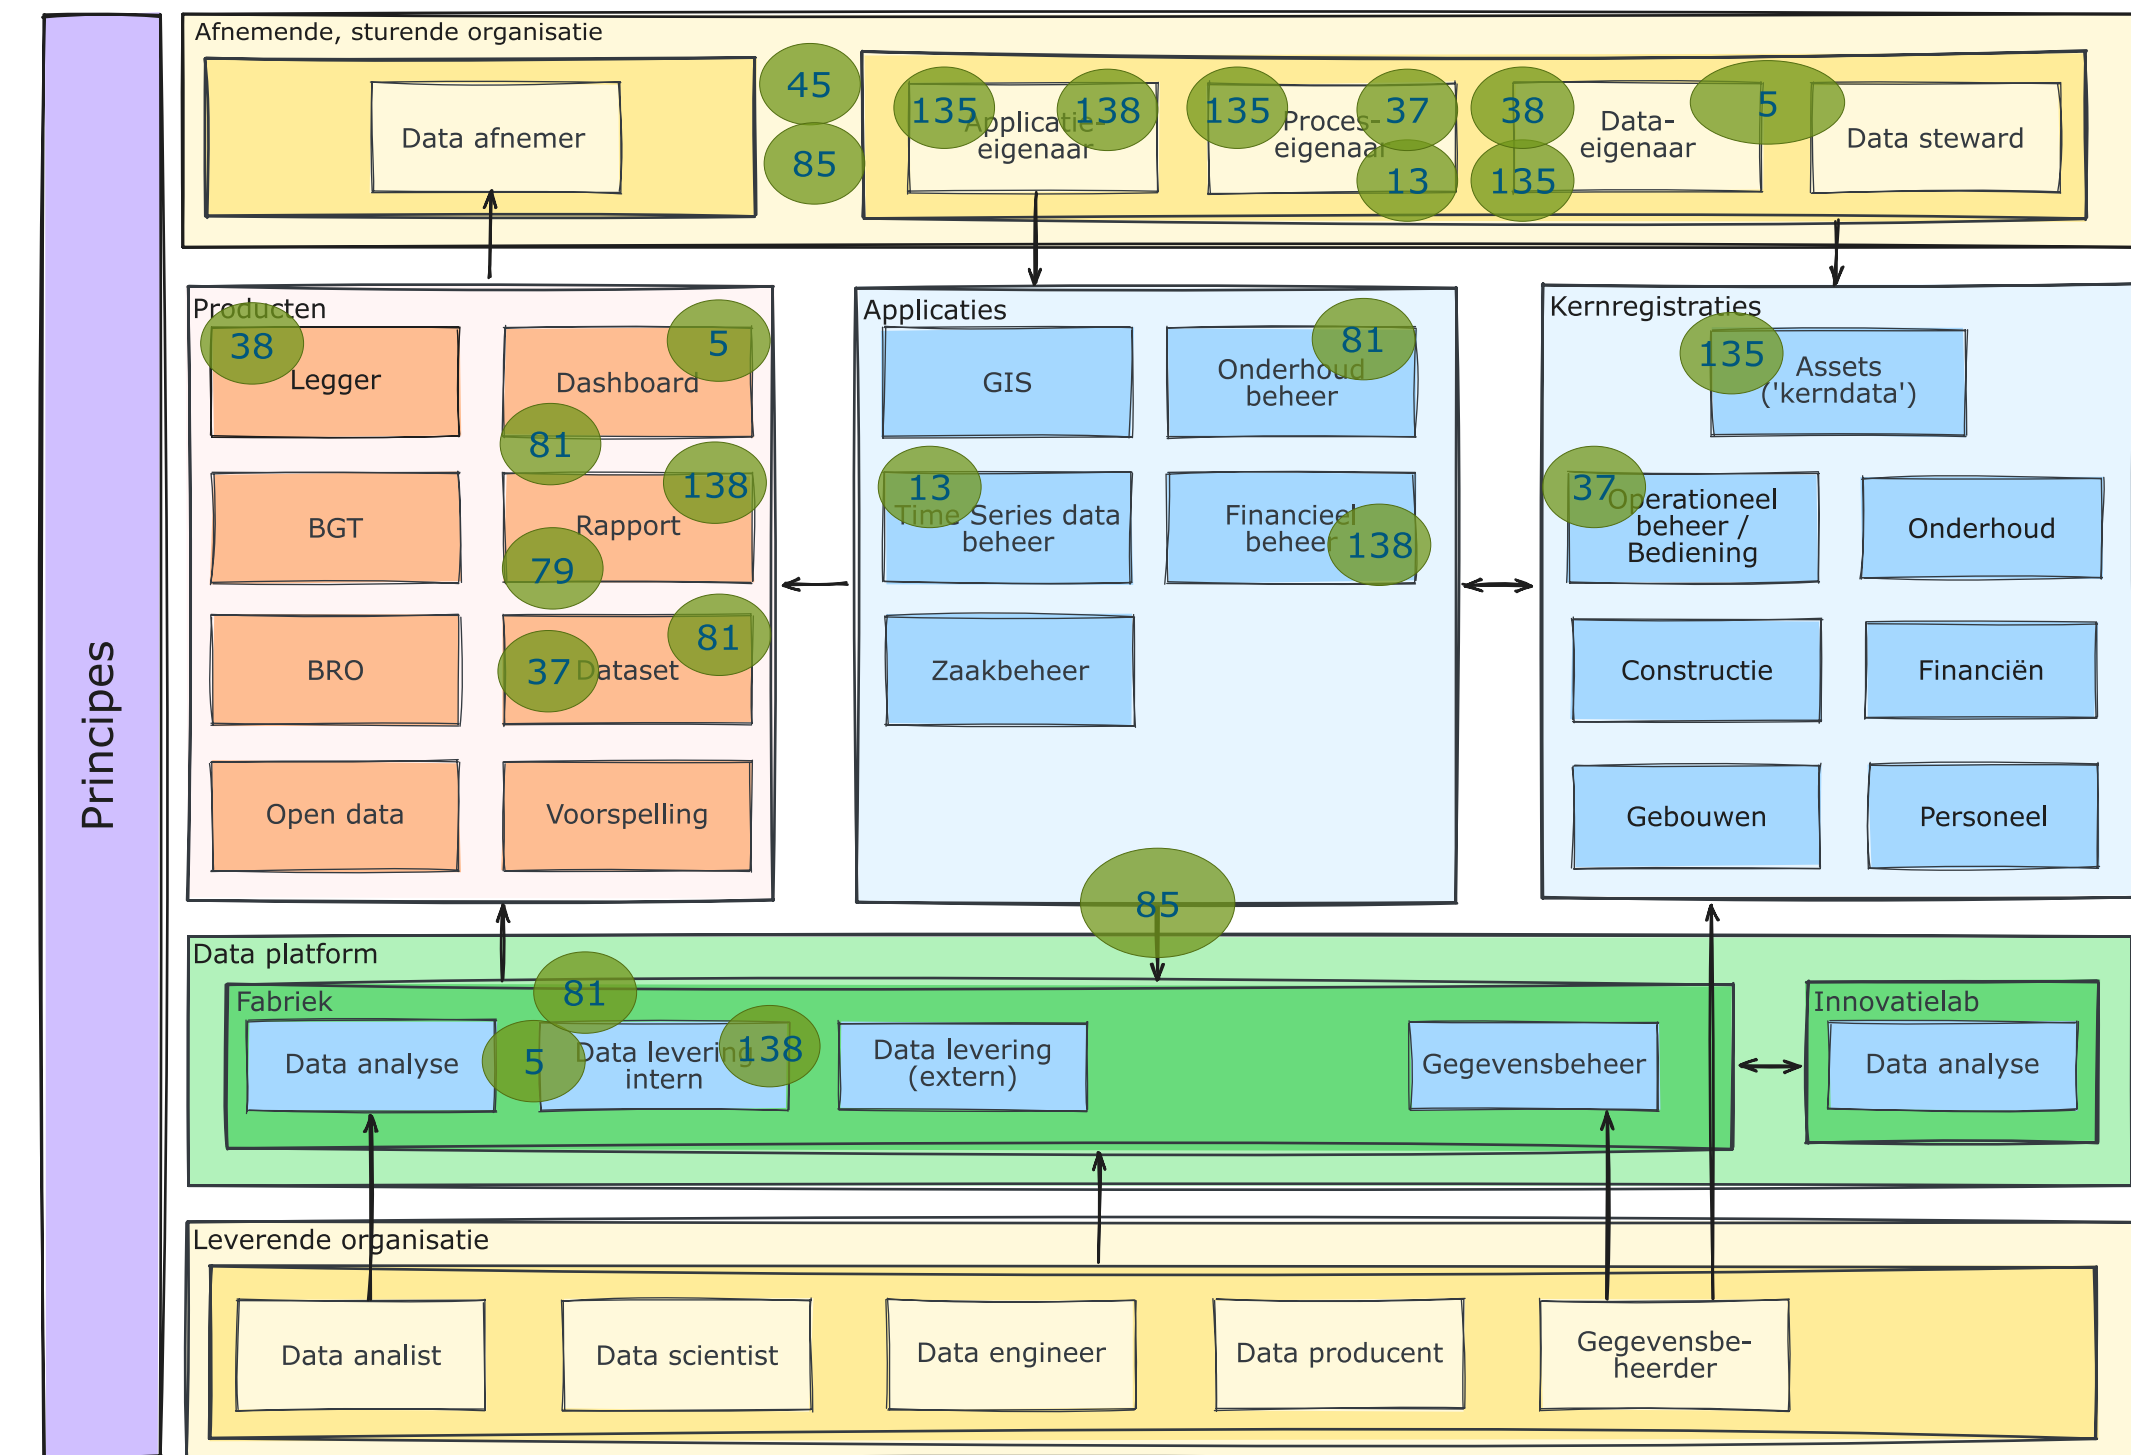 Principes
Afnemende, sturende organisatie
Data afnemer
45
85
135
138
Applicatie-
eigenaar
135
37
13
Proces-
eigenaar
38
135
Data-
eigenaar
5
Data steward
Producten
38
Legger
5
Dashboard
81
BGT
138
Rapport
79
BRO
81
37
Dataset
Open data
Voorspelling
Applicaties
GIS
81
Onderhoud
beheer
13
Time Series data
beheer
Financieel
beheer
138
Zaakbeheer
85
Kernregistraties
135
Assets
('kerndata')
37
Operationeel
beheer /
Bediening
Onderhoud
Constructie
Financiën
Gebouwen
Personeel
Data platform
Fabriek
81
Data analyse
5
Data levering
intern
138
Data levering
(extern)
Gegevensbeheer
Innovatielab
Data analyse
Leverende organisatie
Data analist
Data scientist
Data engineer
Data producent
Gegevensbe-
heerder